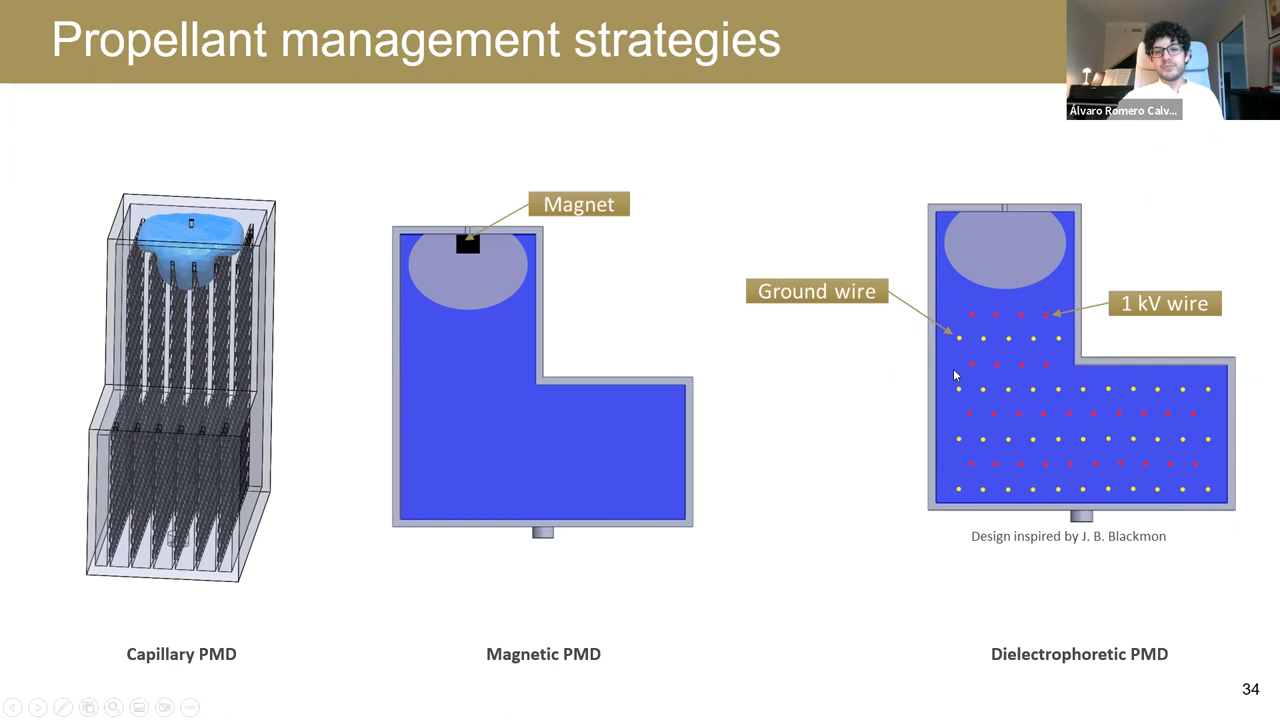 Propellant management strategies
Álvaro Romero Calv...
Magnet
Ground wire
1 kV wire
Design inspired by J. B. Blackmon
Capillary PMD
Magnetic PMD
Dielectrophoretic PMD
34